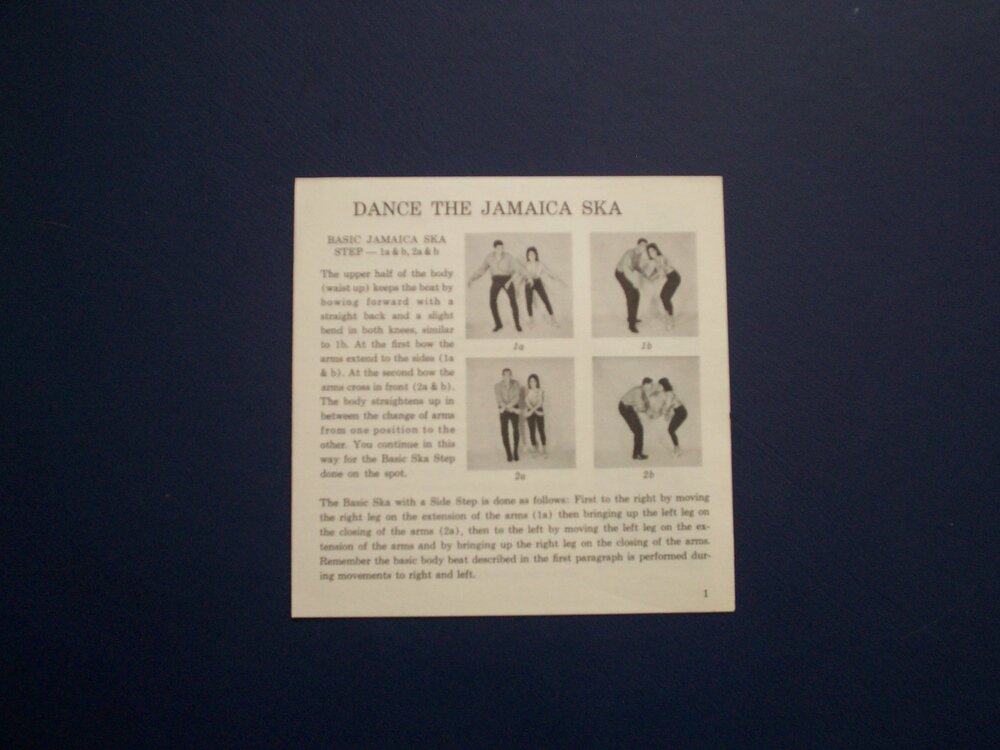 DANCE THE JAMAICA SKA
BASIC JAMAICA SKA
STEP — 1a & b, 2a & b
The upper half of the body
(waist up) keeps the beat by
bowing forward with a
straight back and a slight
bend in both knees, similar
to 1b. At the first bow the
arms extend to the sides (1a
& b). At the second bow the
arms cross in front (2a & b).
The body straightens up in
between the change of arms
from one position to the
other. You continue in this
way for the Basic Ska Step
done on the spot.
1a
1b
2a
2b
The Basic Ska with a Side Step is done as follows: First to the right by moving
the right leg on the extension of the arms (1a) then bringing up the left leg on
the closing of the arms (2a), then to the left by moving the left leg on the ex-
tension of the arms and by bringing up the right leg on the closing of the arms.
Remember the basic body beat described in the first paragraph is performed dur-
ing movements to right and left.
1